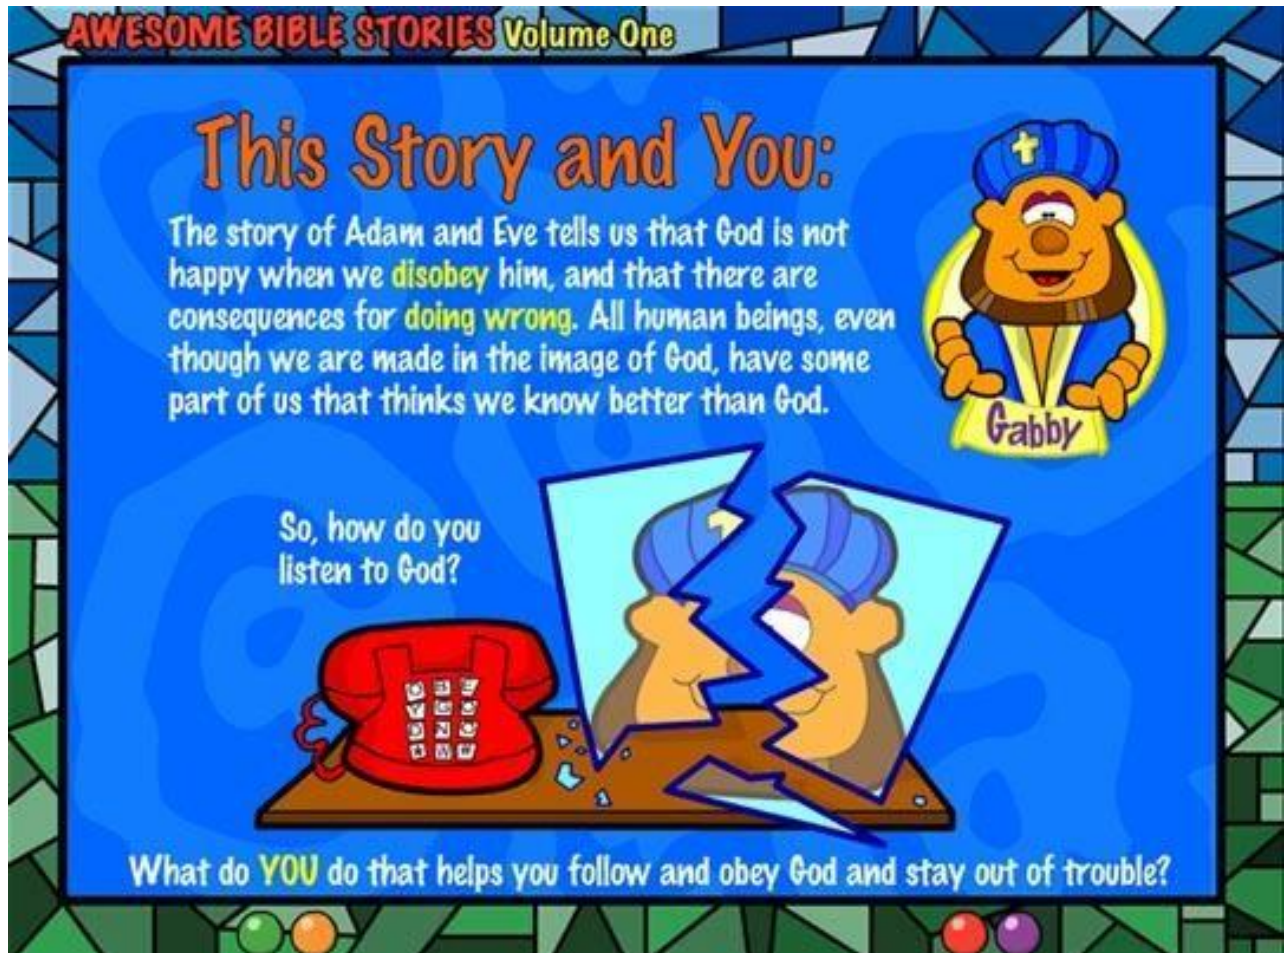 AWESOME BIBLE STORIES Volume One
This Story and You:
The story of Adam and Eve tells us that God is not
happy when we disobey him, and that there are
consequences for doing wrong. All human beings, even
though we are made in the image of God, have some
part of us that thinks we know better than God.
Gabby
So, how do you
listen to God?
O B E
Y G O
D N O
* W #
What do YOU do that helps you follow and obey God and stay out of trouble?